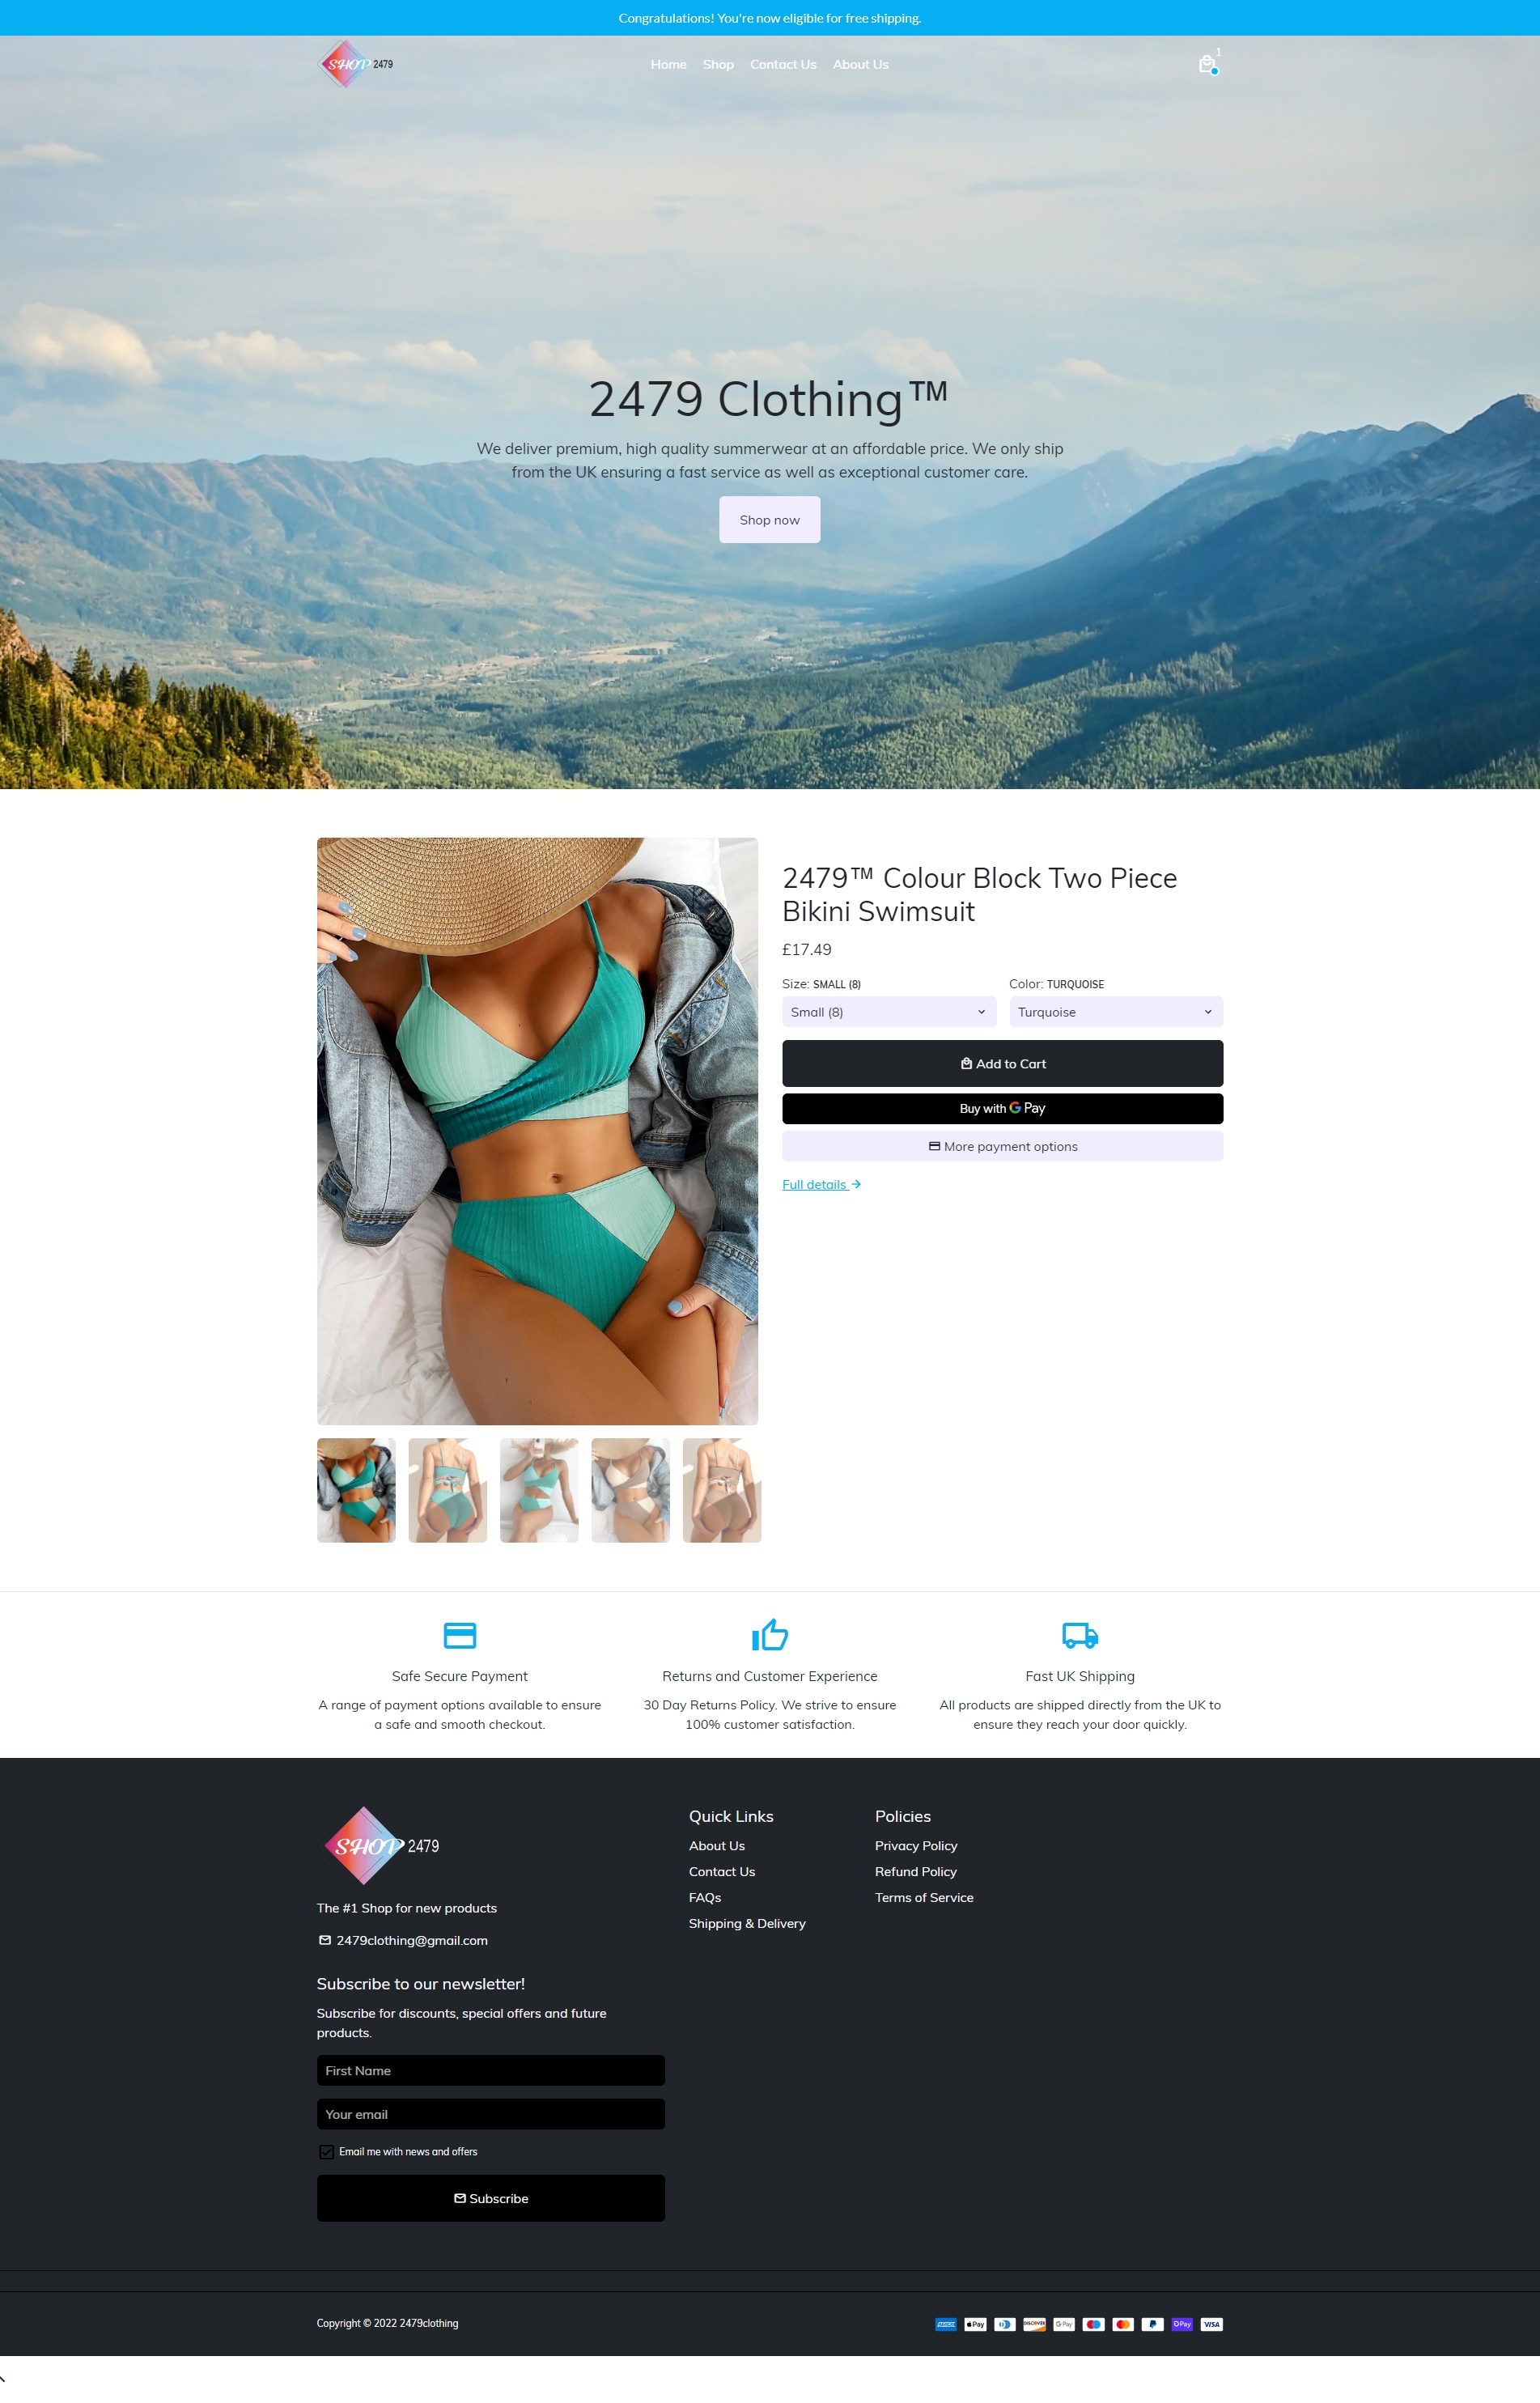 Congratulations! You're now eligible for free shipping.
SHOP 2479
Home Shop Contact Us About Us
1
2479 Clothing™
We deliver premium, high quality summerwear at an affordable price. We only ship
from the UK ensuring a fast service as well as exceptional customer care.
Shop now
2479™ Colour Block Two Piece
Bikini Swimsuit
£17.49
Size: SMALL (8) Color: TURQUOISE
Small (8) Turquoise
Add to Cart
Buy with G Pay
More payment options
Full details
Safe Secure Payment
A range of payment options available to ensure
a safe and smooth checkout.
Returns and Customer Experience
30 Day Returns Policy. We strive to ensure
100% customer satisfaction.
Fast UK Shipping
All products are shipped directly from the UK to
ensure they reach your door quickly.
SHOP 2479
The #1 Shop for new products
2479clothing@gmail.com
Subscribe to our newsletter!
Subscribe for discounts, special offers and future
products.
First Name
Your email
Email me with news and offers
Subscribe
Quick Links
About Us
Contact Us
FAQs
Shipping & Delivery
Policies
Privacy Policy
Refund Policy
Terms of Service
Copyright © 2022 2479clothing
AMEX Pay DISCOVER G Pay Pay VISA